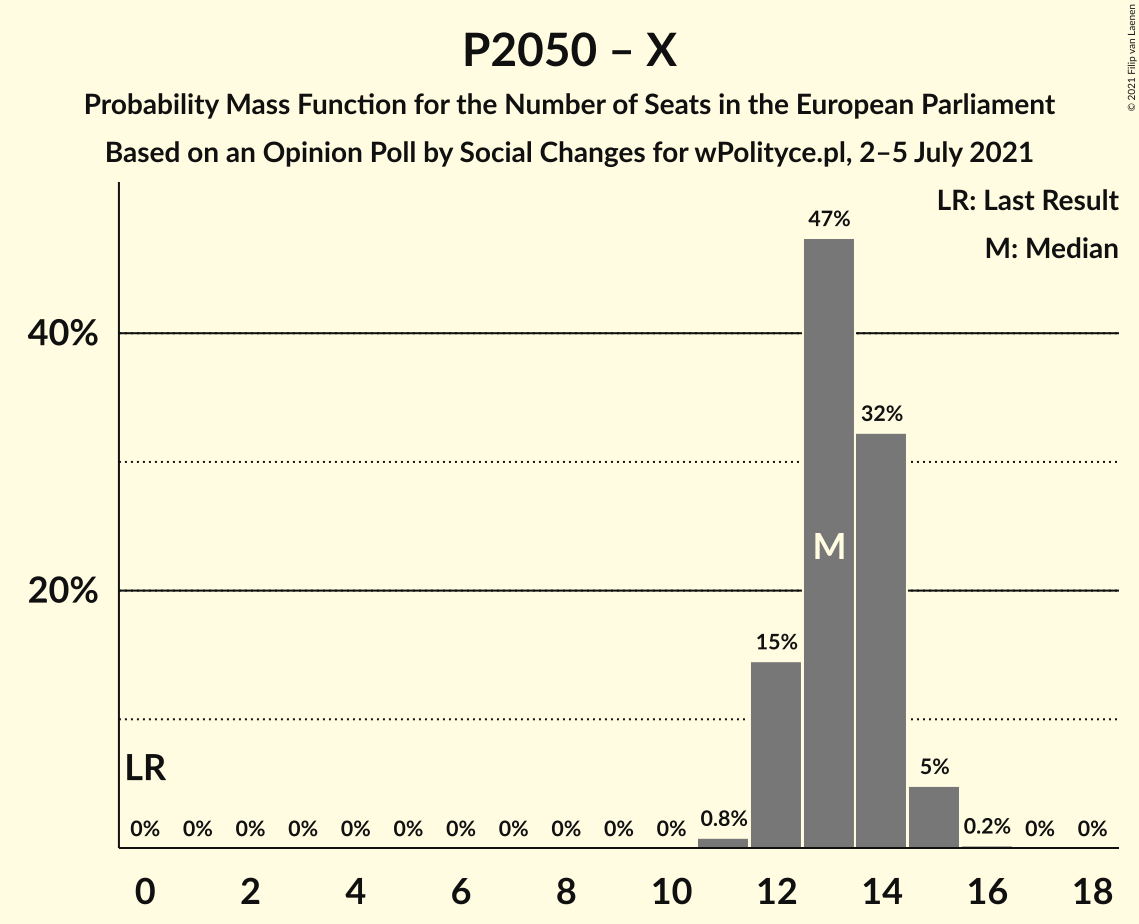 P2050 – X
Probability Mass Function for the Number of Seats in the European Parliament
Based on an Opinion Poll by Social Changes for wPolityce.pl, 2–5 July 2021
© 2021 Filip van Laenen
LR: Last Result
M: Median
40%
20%
LR
0% 0% 0% 0% 0% 0% 0% 0% 0% 0% 0% 0.8% 15% 47% 32% 5% 0.2% 0% 0%
M
0 2 4 6 8 10 12 14 16 18